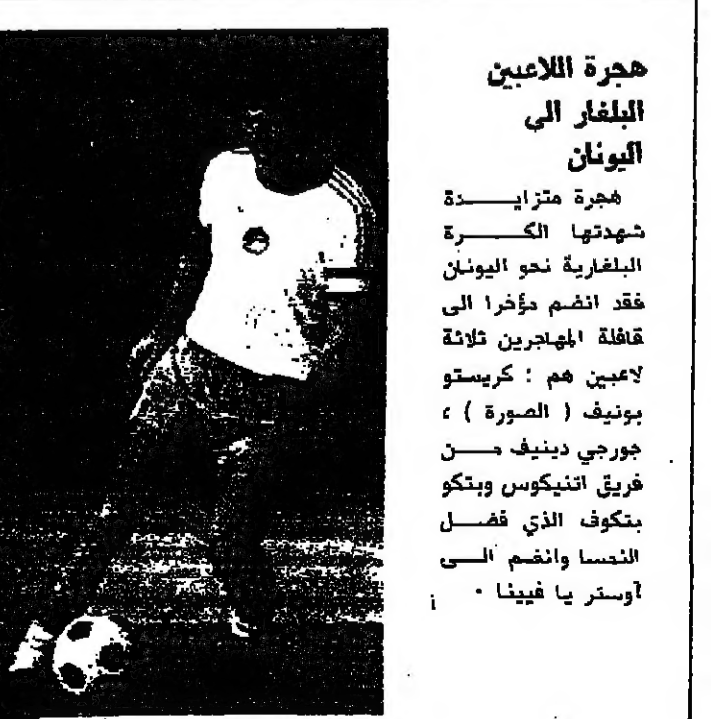 هجرة اللاعبين
البلغار الى
اليونان
هجرة متزايـــدة
شهدتها الكـــرة
البلغارية نحو اليونان
فقد انضم مؤخرا الى
قافلة المهاجرين ثلاثة
لاعبين هم : كريستو
بونيف ( الصورة ) ،
جورجي دينيف مـــن
فريق اتنيكوس وبتكو
بتكوف الذي فضـــل
النمسا وانضم الـــى
آوستر يا فيينا ٠